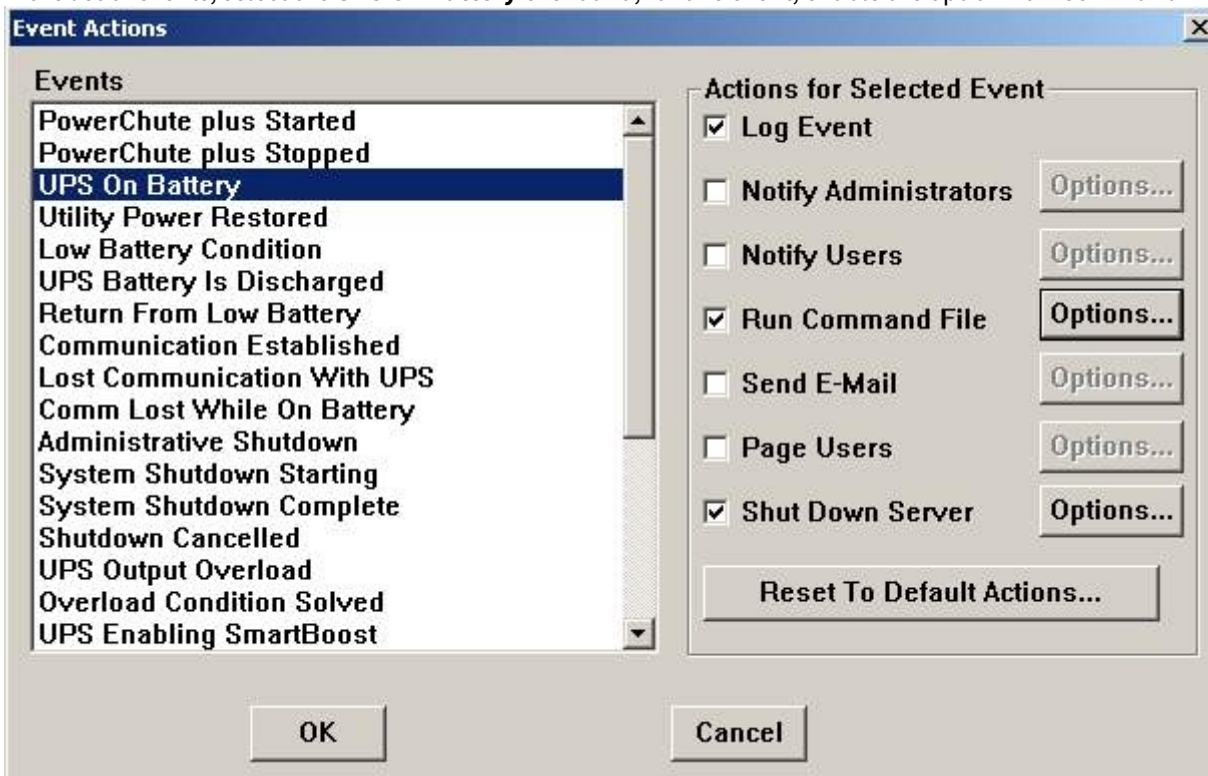 Event Actions
Events
PowerChute plus Started
PowerChute plus Stopped
UPS On Battery
Utility Power Restored
Low Battery Condition
UPS Battery Is Discharged
Return From Low Battery
Communication Established
Lost Communication With UPS
Comm Lost While On Battery
Administrative Shutdown
System Shutdown Starting
System Shutdown Complete
Shutdown Cancelled
UPS Output Overload
Overload Condition Solved
UPS Enabling SmartBoost
Actions for Selected Event
Log Event
Notify Administrators Options...
Notify Users Options...
Run Command File Options...
Send E-Mail Options...
Page Users Options...
Shut Down Server Options...
Reset To Default Actions...
OK
Cancel